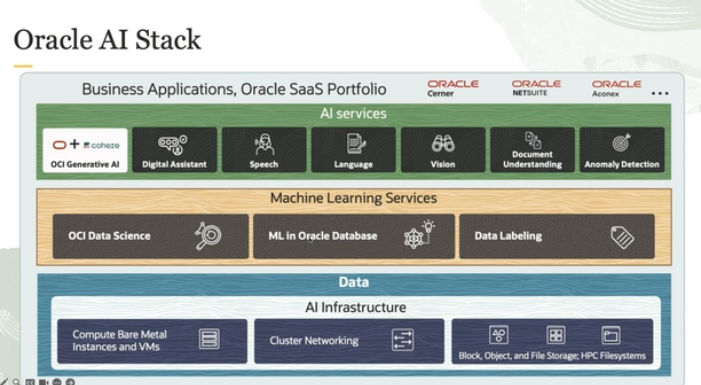 Oracle AI Stack
Business Applications, Oracle SaaS Portfolio
ORACLE
Cerner
ORACLE
NETSUITE
ORACLE
Aconex
...
AI services
+ cohere
OCI Generative AI
Digital Assistant
Speech
Language
Vision
Document
Understanding
Anomaly Detection
Machine Learning Services
OCI Data Science
ML in Oracle Database
Data Labeling
Data
AI Infrastructure
Compute Bare Metal
Instances and VMs
Cluster Networking
Block, Object, and File Storage; HPC Filesystems